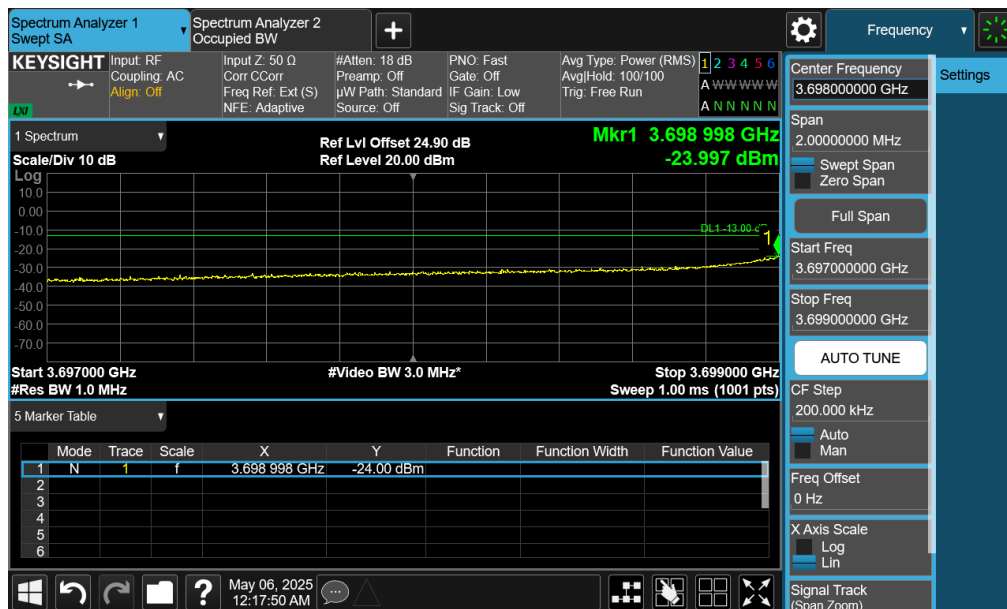 Spectrum Analyzer 1
Swept SA
Spectrum Analyzer 2
Occupied BW
Frequency
KEYSIGHT
LXI
Input: RF
Coupling: AC
Align: Off
Input Z: 50 Ω
Corr CCorr
Freq Ref: Ext (S)
NFE: Adaptive
#Atten: 18 dB
Preamp: Off
µW Path: Standard
Source: Off
PNO: Fast
Gate: Off
IF Gain: Low
Sig Track: Off
Avg Type: Power (RMS)
Avg|Hold: 100/100
Trig: Free Run
1 2 3 4 5 6
A W W W W W
A N N N N N
1 Spectrum
Scale/Div 10 dB
Ref Lvl Offset 24.90 dB
Ref Level 20.00 dBm
Mkr1 3.698 998 GHz
-23.997 dBm
Log
10.0
0.00
-10.0
-20.0
-30.0
-40.0
-50.0
-60.0
-70.0
DL1 -13.00
1
Start 3.697000 GHz
#Res BW 1.0 MHz
#Video BW 3.0 MHz*
Stop 3.699000 GHz
Sweep 1.00 ms (1001 pts)
5 Marker Table
Mode Trace Scale X Y Function Function Width Function Value
1 N 1 f 3.698 998 GHz -24.00 dBm
2
3
4
5
6
May 06, 2025
12:17:50 AM
Center Frequency
3.698000000 GHz
Settings
Span
2.00000000 MHz
Swept Span
Zero Span
Full Span
Start Freq
3.697000000 GHz
Stop Freq
3.699000000 GHz
AUTO TUNE
CF Step
200.000 kHz
Auto
Man
Freq Offset
0 Hz
X Axis Scale
Log
Lin
Signal Track
(Span Zoom)